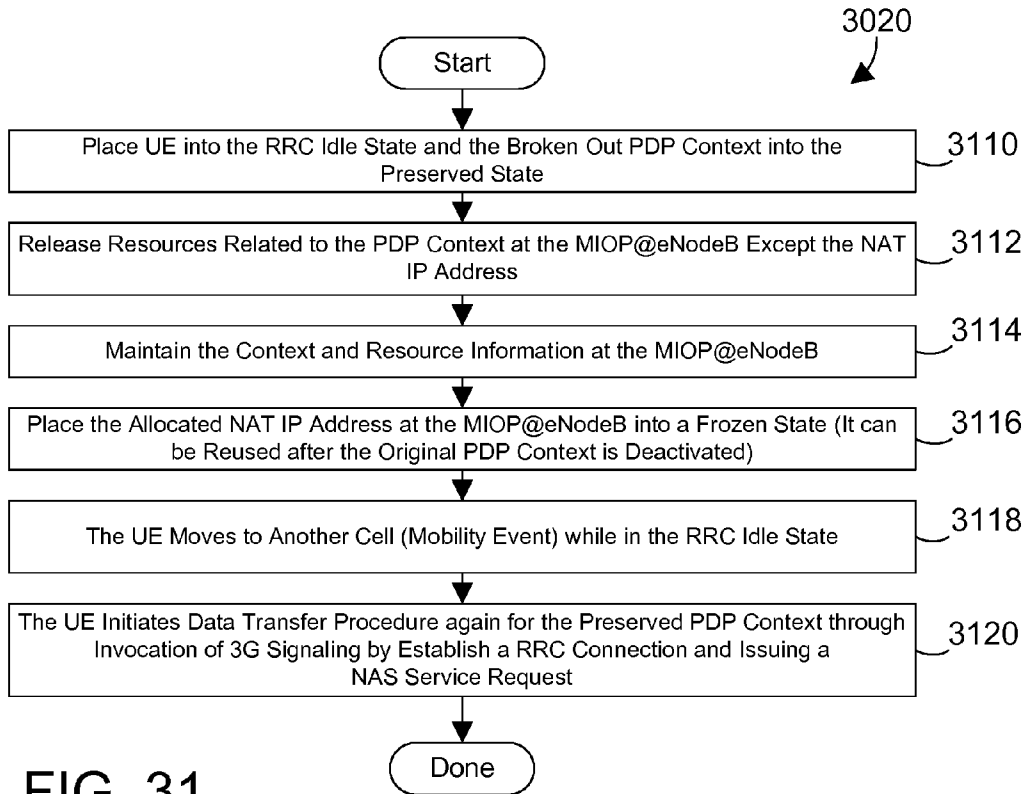 3020
Start
Place UE into the RRC Idle State and the Broken Out PDP Context into the
Preserved State
3110
Release Resources Related to the PDP Context at the MIOP@eNodeB Except the NAT
IP Address
3112
Maintain the Context and Resource Information at the MIOP@eNodeB
3114
Place the Allocated NAT IP Address at the MIOP@eNodeB into a Frozen State (It can
be Reused after the Original PDP Context is Deactivated)
3116
The UE Moves to Another Cell (Mobility Event) while in the RRC Idle State
3118
The UE Initiates Data Transfer Procedure again for the Preserved PDP Context through
Invocation of 3G Signaling by Establish a RRC Connection and Issuing a
NAS Service Request
3120
Done
FIG. 31